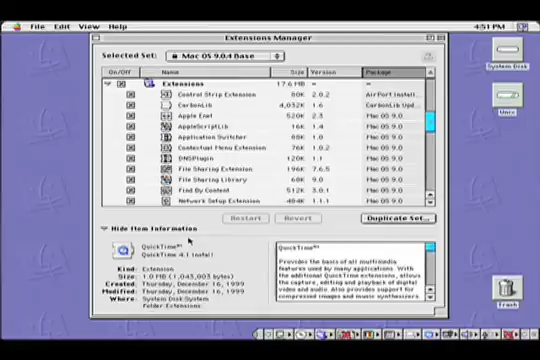 File Edit View Help 4:51 PM
Extensions Manager
Selected Set: Mac OS 9.0.4 Base
On/Off Name Size Version Package
Extensions 17.6 MB
Control Strip Extension 80K 2.0.2 AirPort Install...
CarbonLib 4,032K 1.6 CarbonLib Upd...
Apple Enet 520K 2.3 Mac OS 9.0
AppleScriptLib 16K 1.4 Mac OS 9.0
Application Switcher 88K 1.0 Mac OS 9.0
Contextual Menu Extension 76K 1.0.2 Mac OS 9.0
DNSPlugin 120K 1.1 Mac OS 9.0
File Sharing Extension 196K 7.6.5 Mac OS 9.0
File Sharing Library 68K 9.0 Mac OS 9.0
Find By Content 512K 3.0.1 Mac OS 9.0
Network Setup Extension 484K 1.1.1 Mac OS 9.0
Restart Revert Duplicate Set...
Hide Item Information
QuickTime™
QuickTime 4.1 Install
Kind: Extension
Size: 1.0 MB (1,043,003 bytes)
Created: Thursday, December 16, 1999
Modified: Thursday, December 16, 1999
Where: System Disk:System
Folder:Extensions:
QuickTime™
Provides the basis of all multimedia
features used by many applications. With
the additional QuickTime extensions, allows
the capture, editing and playback of
digital video and audio. Also provides support for
compressed images and music synthesizers
System Disk
Trash